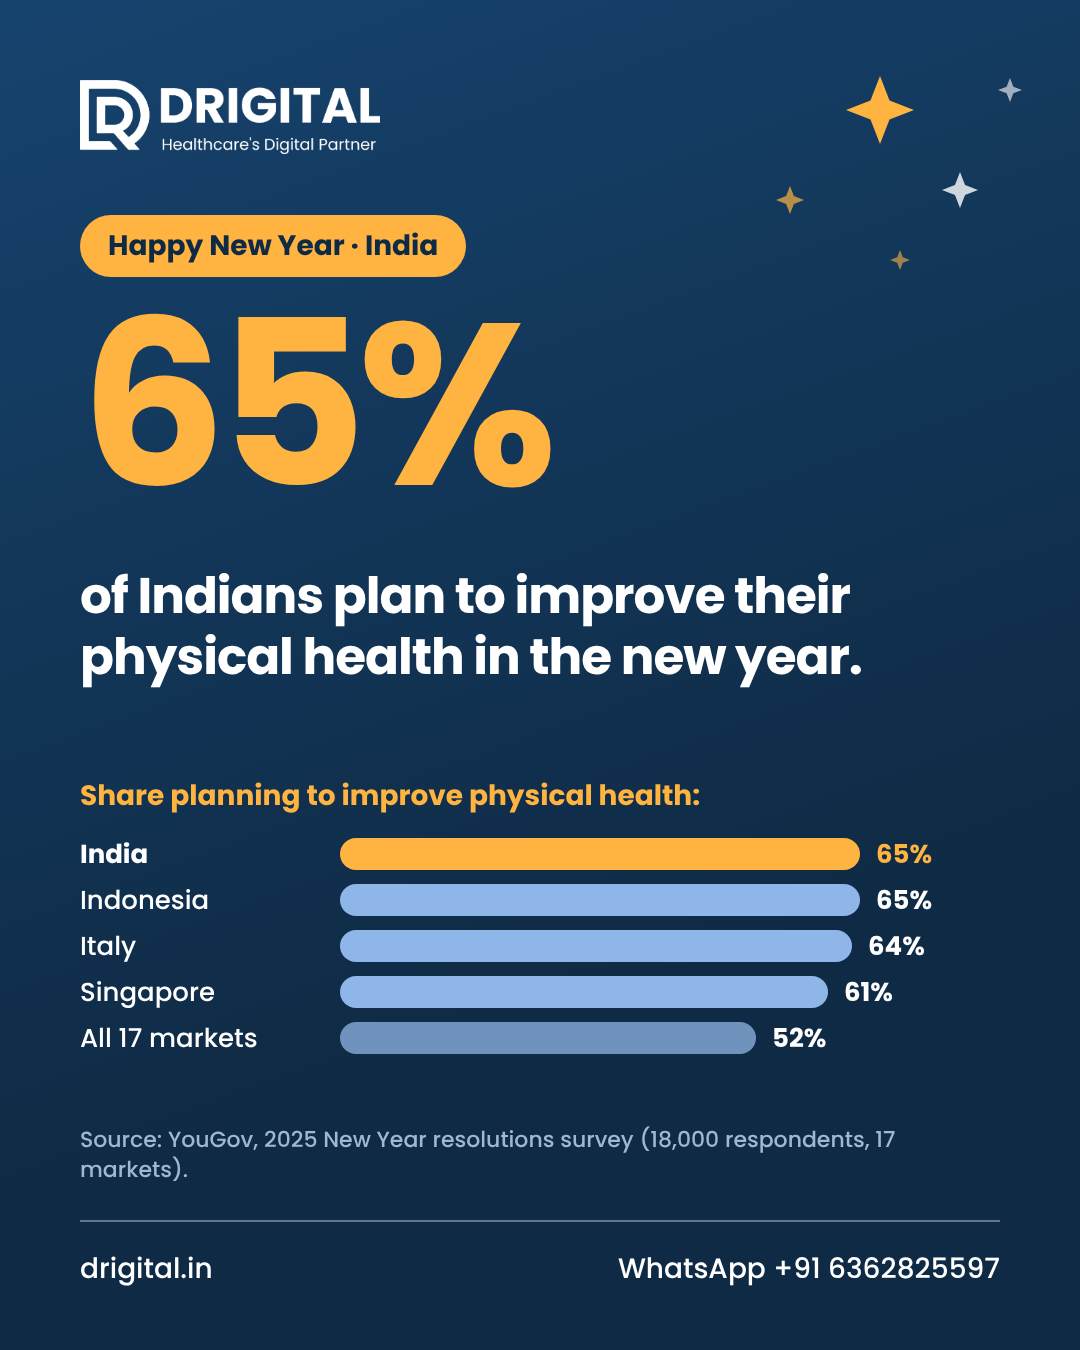 DRIGITAL
Healthcare's Digital Partner
Happy New Year · India
65%
of Indians plan to improve their
physical health in the new year.
Share planning to improve physical health:
India 65%
Indonesia 65%
Italy 64%
Singapore 61%
All 17 markets 52%
Source: YouGov, 2025 New Year resolutions survey (18,000 respondents, 17
markets).
drigital.in WhatsApp +91 6362825597